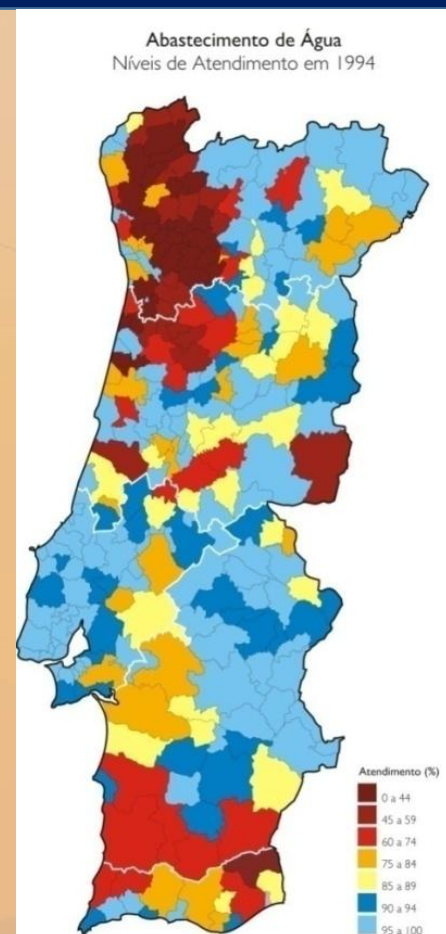 Abastecimento de Água
Níveis de Atendimento em 1994
Atendimento (%)
0 a 44
45 a 59
60 a 74
75 a 84
85 a 89
90 a 94
95 a 100